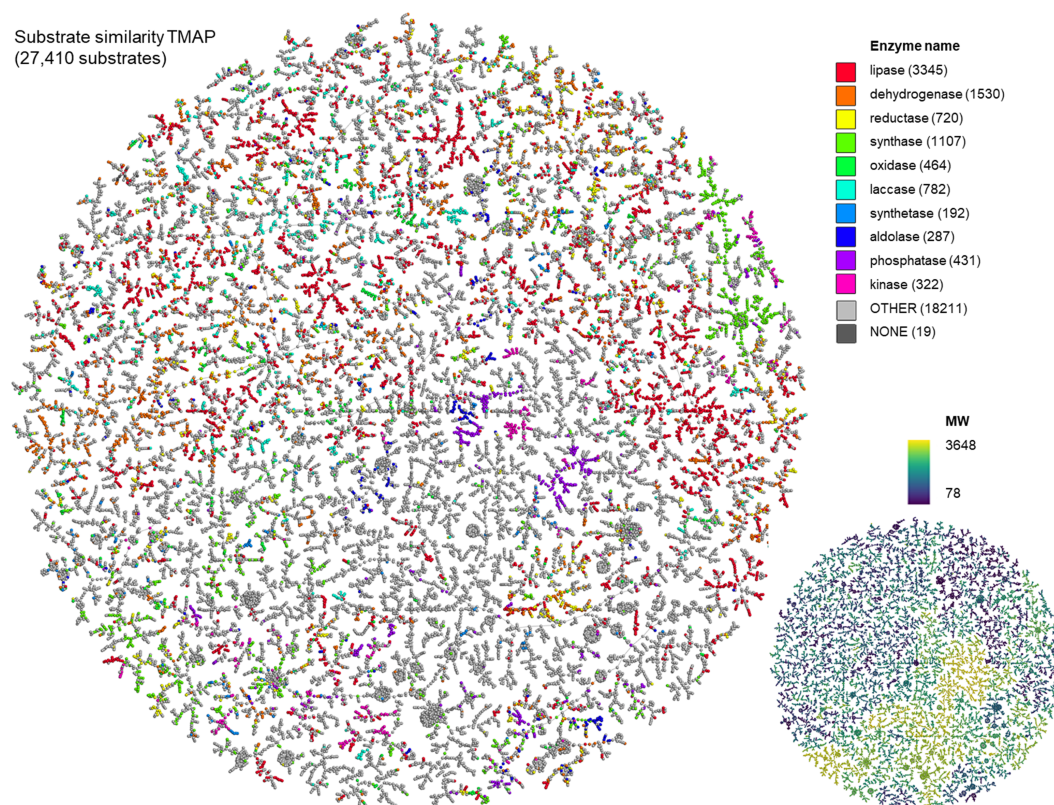 Substrate similarity TMAP
(27,410 substrates)
Enzyme name
lipase (3345)
dehydrogenase (1530)
reductase (720)
synthase (1107)
oxidase (464)
laccase (782)
synthetase (192)
aldolase (287)
phosphatase (431)
kinase (322)
OTHER (18211)
NONE (19)
MW
3648
78